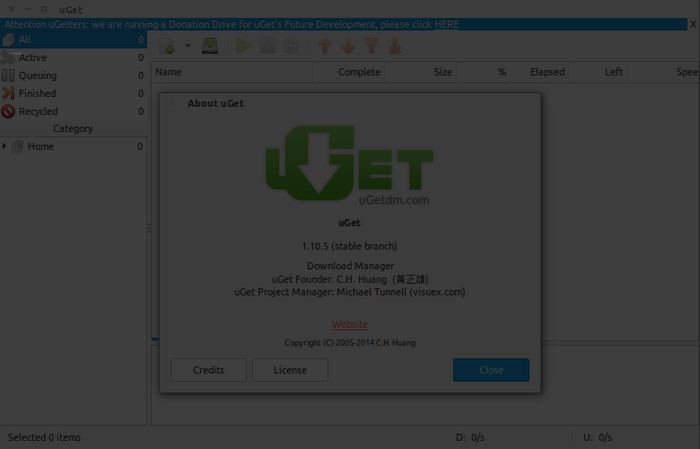 uGet
Attention uGetters: we are running a Donation Drive for uGet's Future Development, please click HERE X
All 0
Active 0
Queuing 0
Finished 0
Recycled 0
Category
Home 0
Name Complete Size % Elapsed Left Spee
About uGet
uGET
uGetdm.com
uGet
1.10.5 (stable branch)
Download Manager
uGet Founder: C.H. Huang (黃正雄)
uGet Project Manager: Michael Tunnell (visuex.com)
Website
Copyright (C) 2005-2014 C.H. Huang
Credits License Close
Selected 0 items D: 0/s U: 0/s